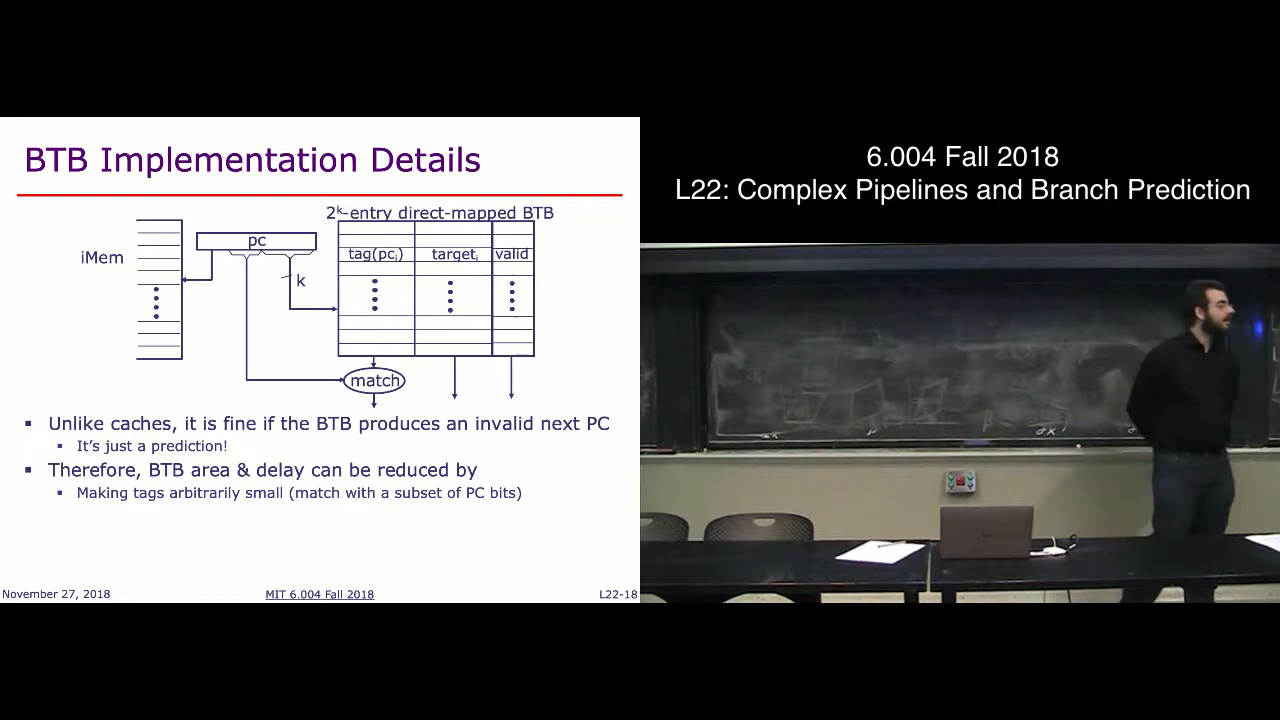 BTB Implementation Details
2k-entry direct-mapped BTB
iMem
pc
k
tag(pci)
targeti
valid
match
Unlike caches, it is fine if the BTB produces an invalid next PC
It's just a prediction!
Therefore, BTB area & delay can be reduced by
Making tags arbitrarily small (match with a subset of PC bits)
November 27, 2018
MIT 6.004 Fall 2018
L22-18
6.004 Fall 2018
L22: Complex Pipelines and Branch Prediction